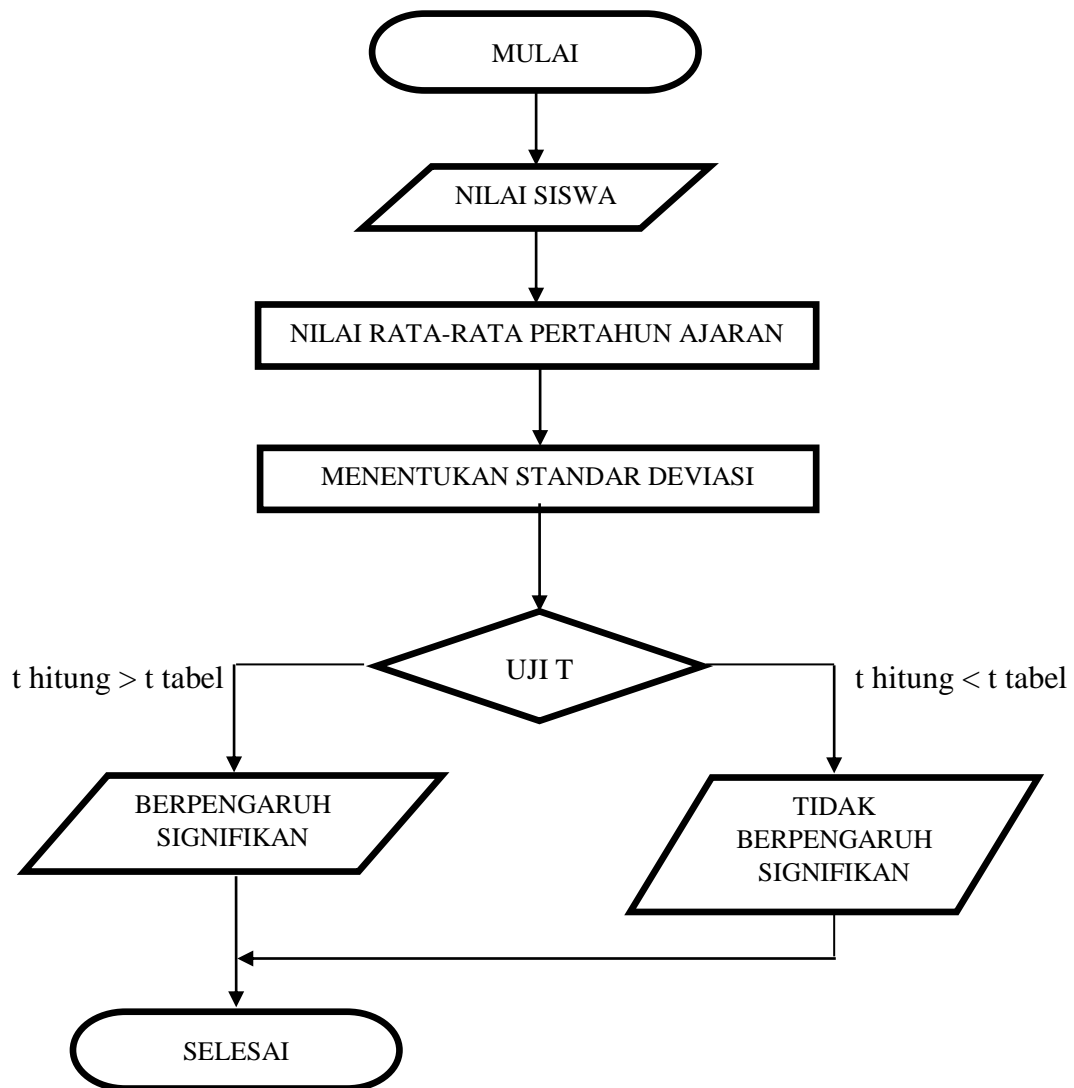 MULAI
NILAI SISWA
NILAI RATA-RATA PERTAHUN AJARAN
MENENTUKAN STANDAR DEVIASI
UJI T
t hitung > t tabel
t hitung < t tabel
BERPENGARUH
SIGNIFIKAN
TIDAK
BERPENGARUH
SIGNIFIKAN
SELESAI